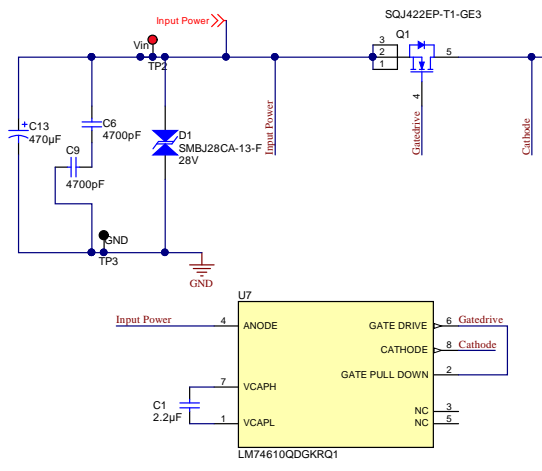 SQJ422EP-T1-GE3
Input Power
Q1
Vin
TP2
3
2
1
5
4
C13
470µF
C6
4700pF
C9
4700pF
D1
SMBJ28CA-13-F
28V
Input Power
Gatedrive
Cathode
GND
TP3
GND
U7
Input Power
4
ANODE
GATE DRIVE
6
Gatedrive
CATHODE
8
Cathode
GATE PULL DOWN
2
7
VCAPH
C1
2.2µF
1
VCAPL
NC
3
NC
5
LM74610QDGKRQ1